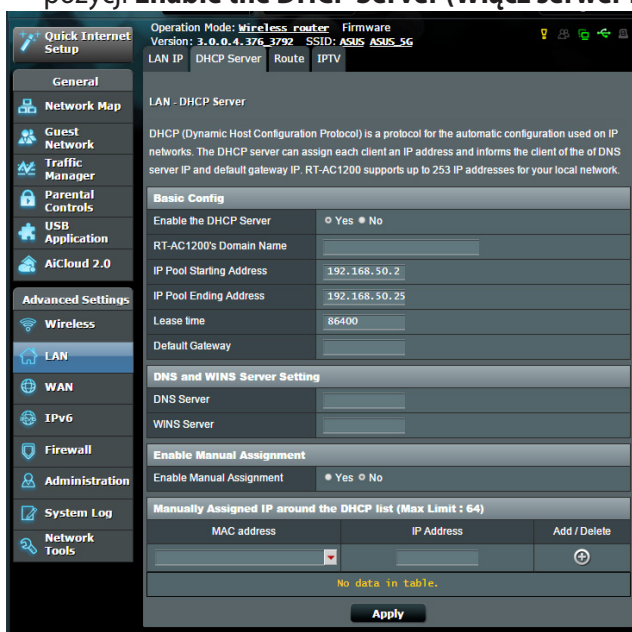 pozycji Enable the DHCP Server (Włącz serwer
Quick Internet
Setup
General
Network Map
Guest
Network
Traffic
Manager
Parental
Controls
USB
Application
AiCloud 2.0
Advanced Settings
Wireless
LAN
WAN
IPv6
Firewall
Administration
System Log
Network
Tools
Operation Mode: Wireless router Firmware
Version: 3.0.0.4.376_3792 SSID: ASUS ASUS_5G
LAN IP DHCP Server Route IPTV
LAN - DHCP Server
DHCP (Dynamic Host Configuration Protocol) is a protocol for the automatic configuration used on IP
networks. The DHCP server can assign each client an IP address and informs the client of the of DNS
server IP and default gateway IP. RT-AC1200 supports up to 253 IP addresses for your local network.
Basic Config
Enable the DHCP Server Yes No
RT-AC1200's Domain Name
IP Pool Starting Address 192.168.50.2
IP Pool Ending Address 192.168.50.25
Lease time 86400
Default Gateway
DNS and WINS Server Setting
DNS Server
WINS Server
Enable Manual Assignment
Enable Manual Assignment Yes No
Manually Assigned IP around the DHCP list (Max Limit : 64)
MAC address IP Address Add / Delete
No data in table.
Apply